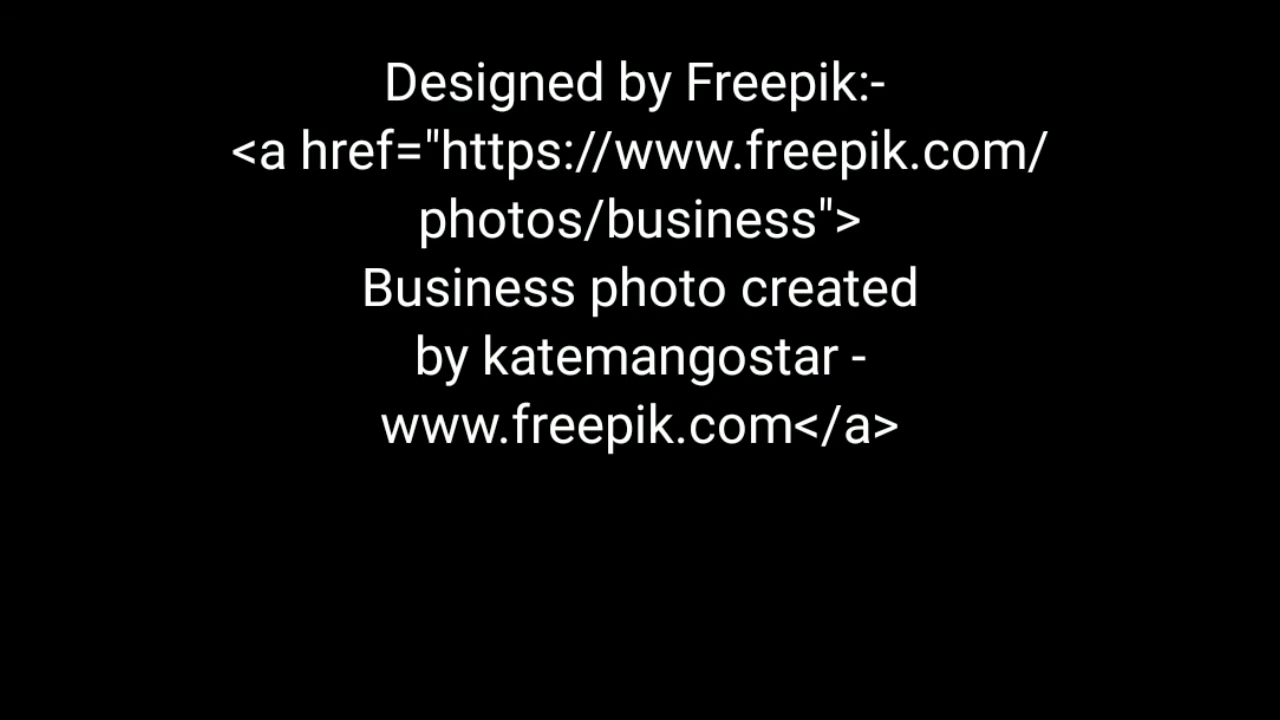 Designed by Freepik:-
<a href="https://www.freepik.com/
photos/business">
Business photo created
by katemangostar -
www.freepik.com</a>